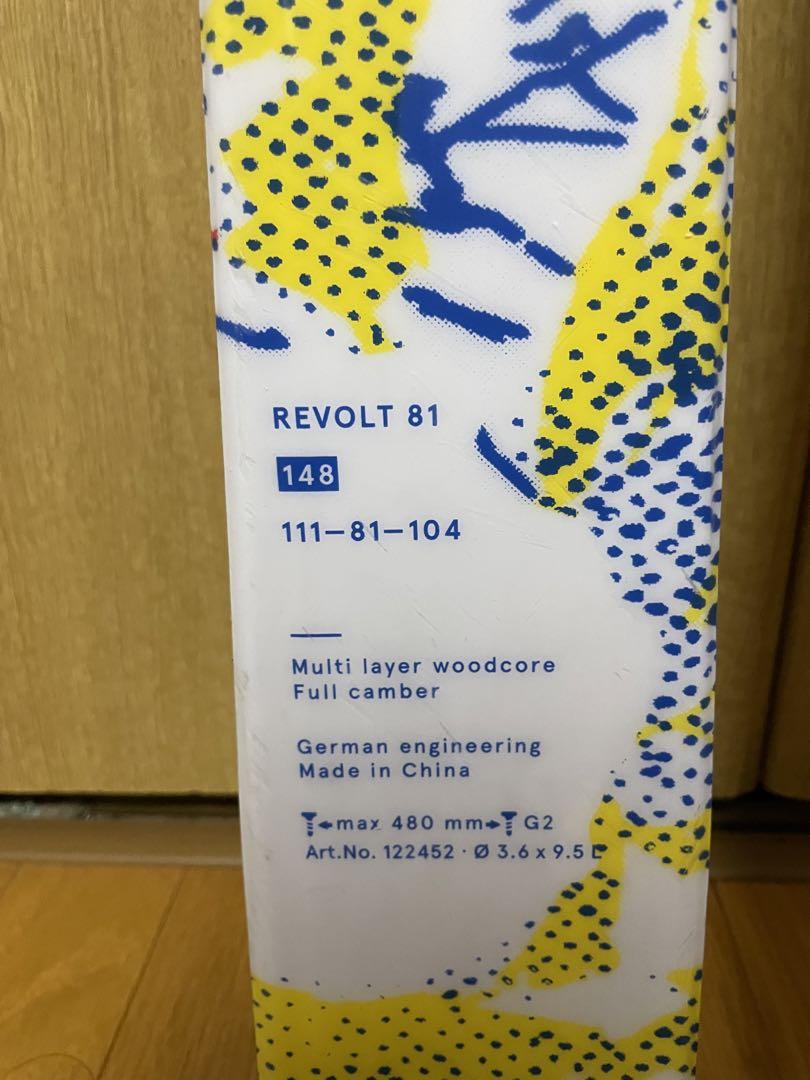 REVOLT 81
148
111–81–104
Multi layer woodcore
Full camber
German engineering
Made in China
max 480 mm G2
Art.No. 122452 · Ø 3.6 x 9.5 L